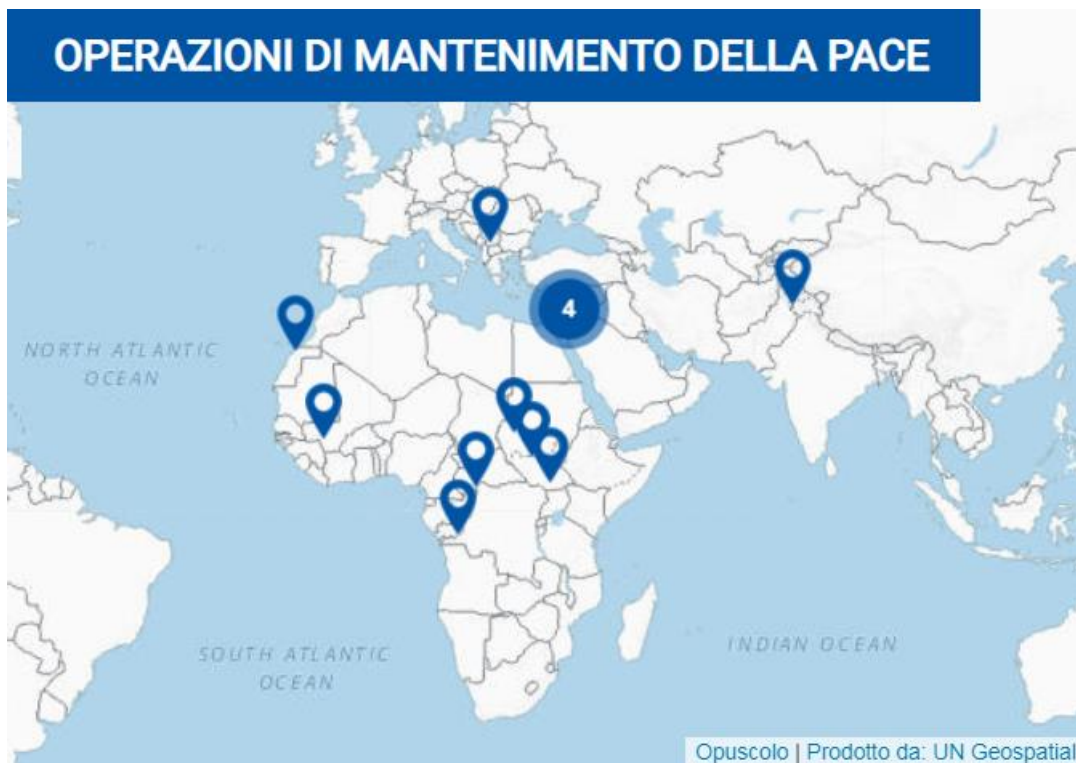 OPERAZIONI DI MANTENIMENTO DELLA PACE
4
NORTH ATLANTIC
OCEAN
SOUTH ATLANTIC
OCEAN
INDIAN OCEAN
Opuscolo | Prodotto da: UN Geospatial